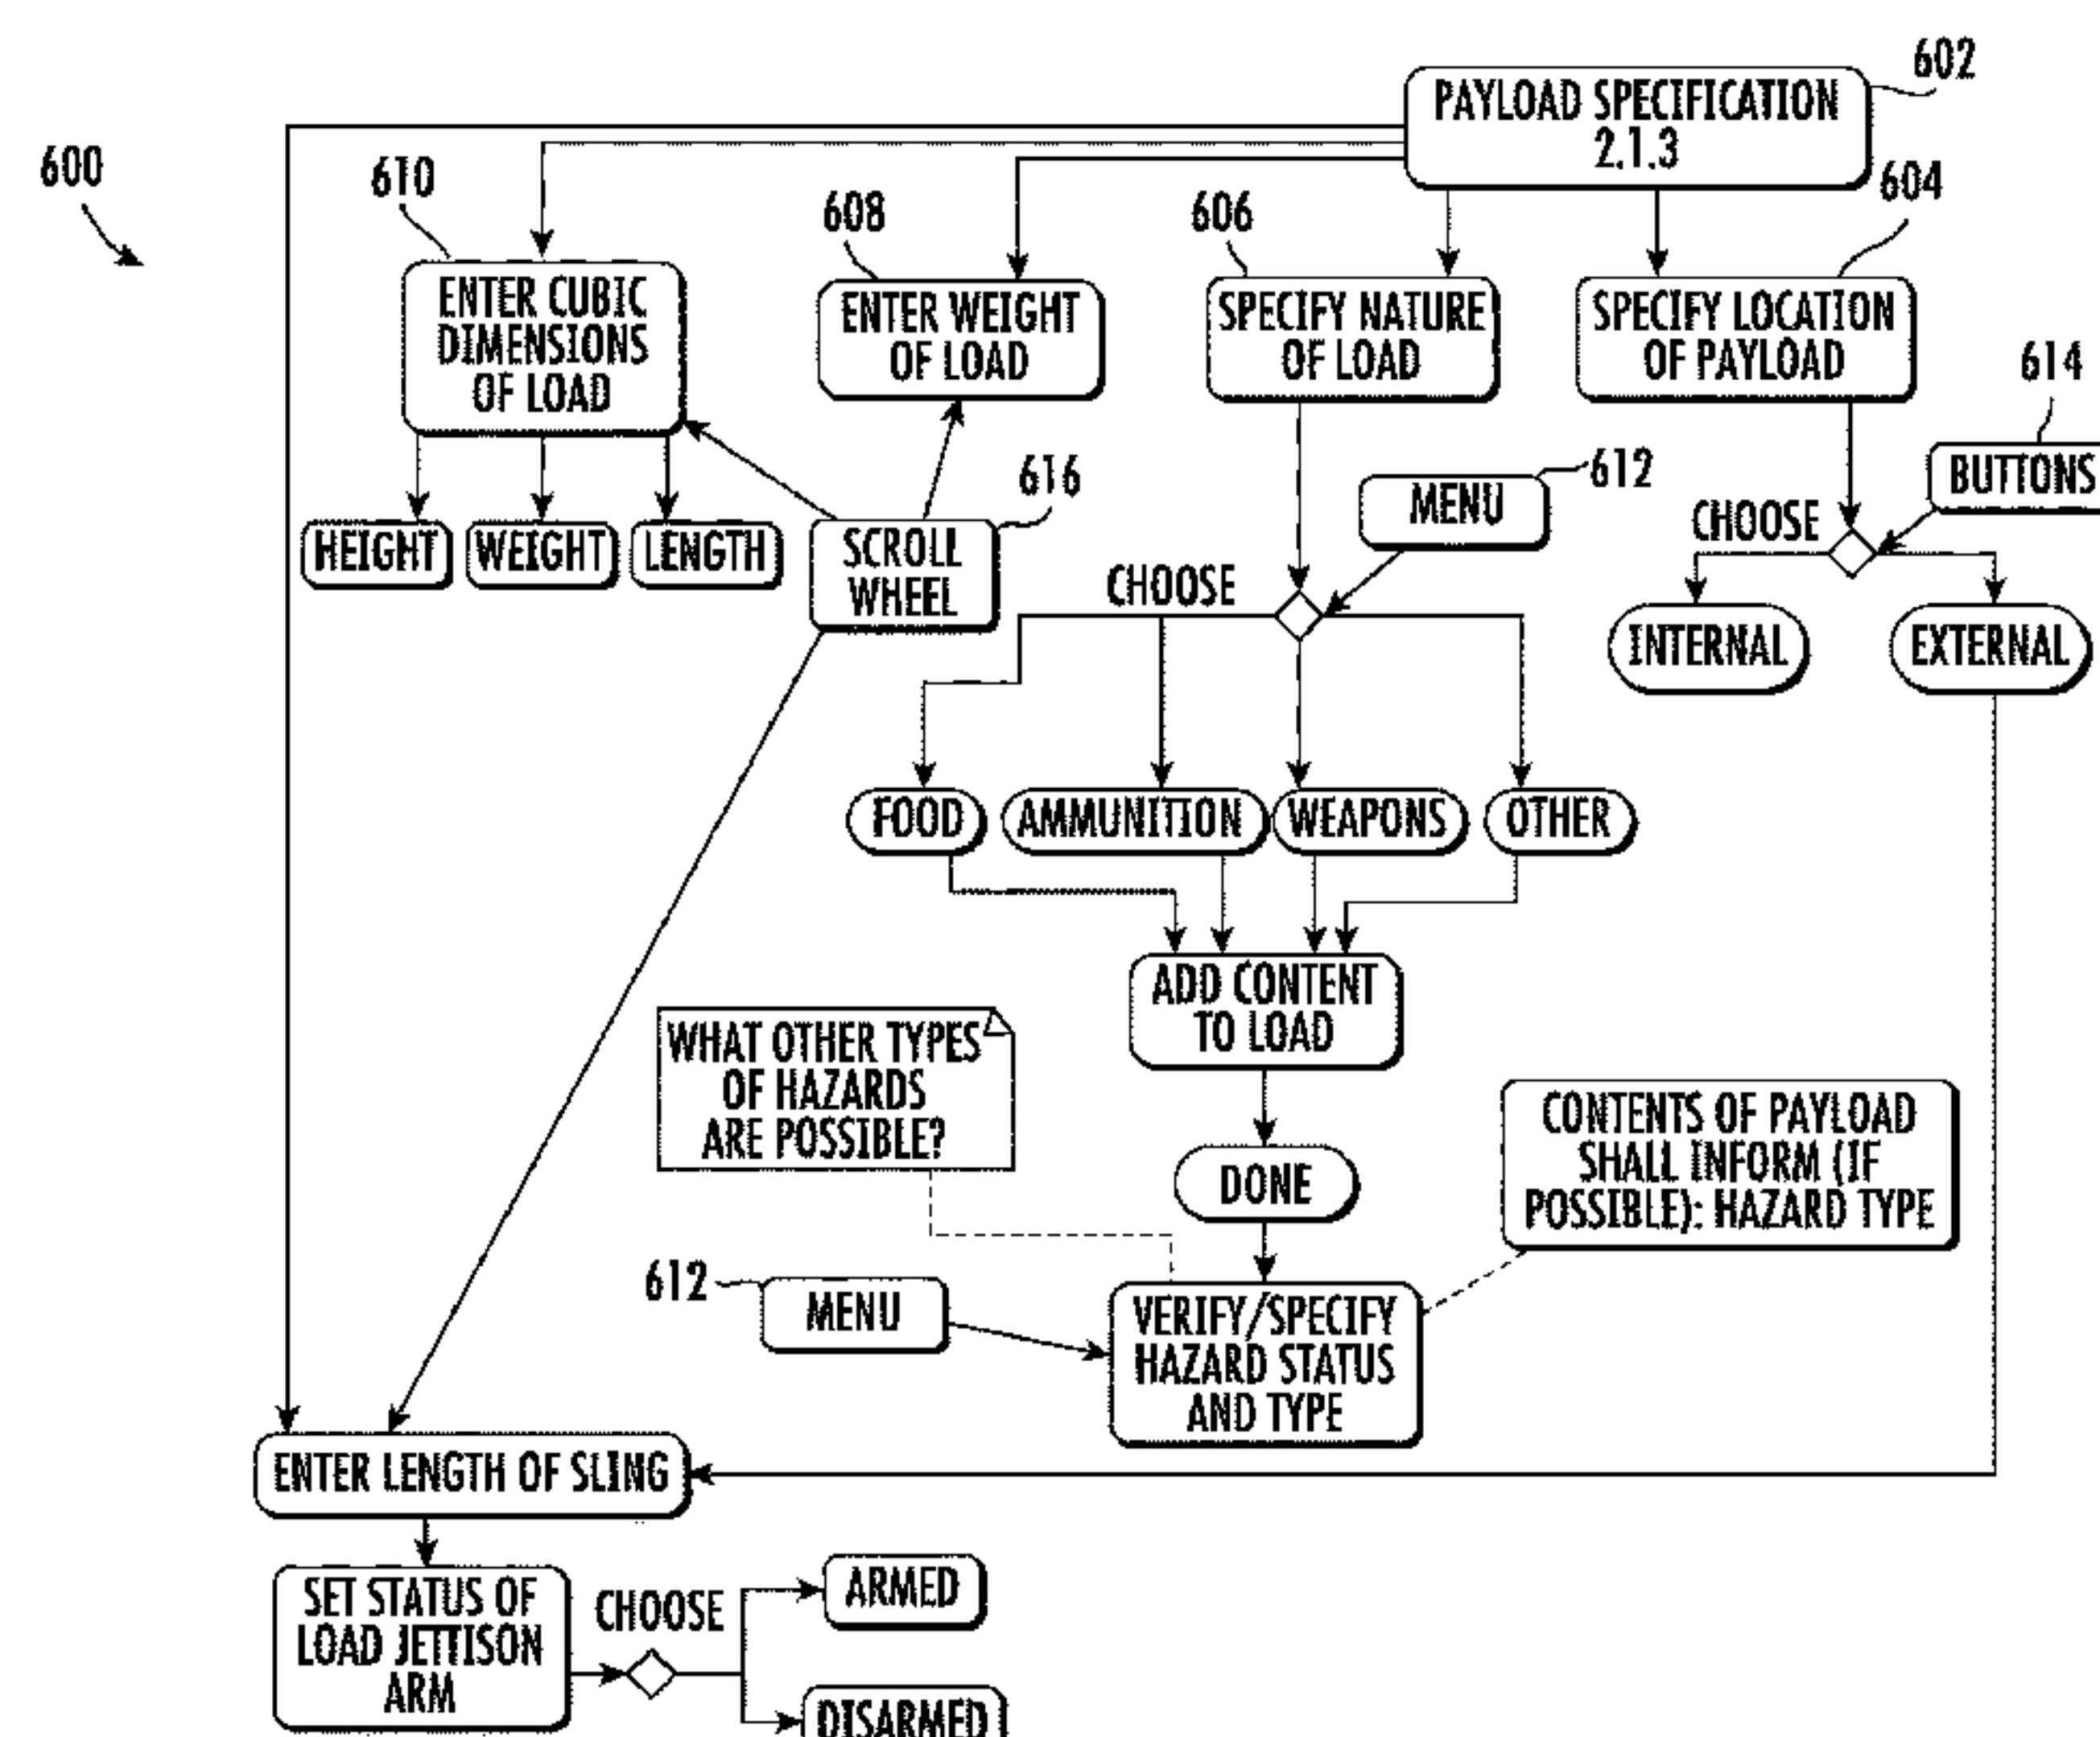 602
PAYLOAD SPECIFICATION
2.1.3
600
610
608
606
604
ENTER CUBIC
DIMENSIONS
OF LOAD
ENTER WEIGHT
OF LOAD
SPECIFY NATURE
OF LOAD
SPECIFY LOCATION
OF PAYLOAD
614
BUTTONS
616
612
MENU
CHOOSE
HEIGHT
WEIGHT
LENGTH
SCROLL
WHEEL
CHOOSE
INTERNAL
EXTERNAL
FOOD
AMMUNITION
WEAPONS
OTHER
ADD CONTENT
TO LOAD
WHAT OTHER TYPES
OF HAZARDS
ARE POSSIBLE?
CONTENTS OF PAYLOAD
SHALL INFORM (IF
POSSIBLE): HAZARD TYPE
DONE
612
MENU
VERIFY/SPECIFY
HAZARD STATUS
AND TYPE
ENTER LENGTH OF SLING
SET STATUS OF
LOAD JETTISON
ARM
CHOOSE
ARMED
DISARMED